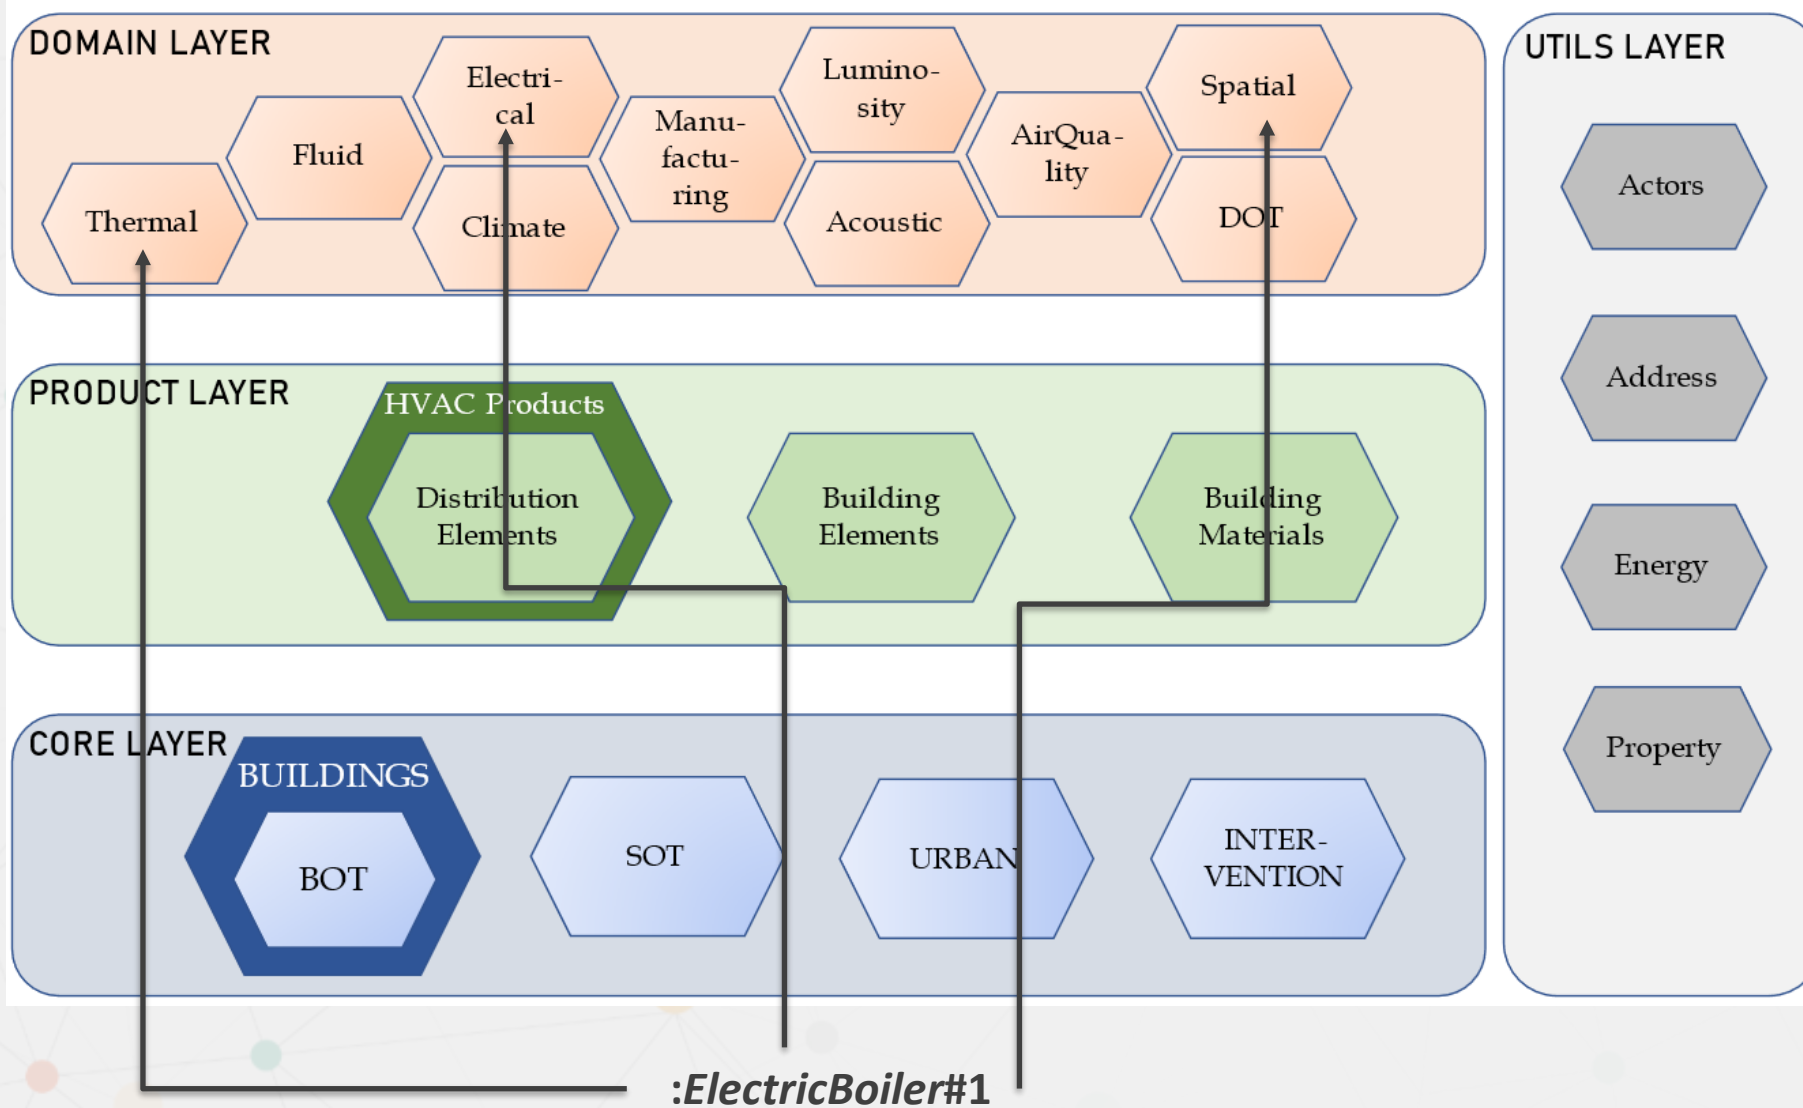 DOMAIN LAYER
Electri-
cal
Lumino-
sity
Spatial
Fluid
Manu-
factu-
ring
AirQua-
lity
Thermal
Climate
Acoustic
DOT
PRODUCT LAYER
HVAC Products
Distribution
Elements
Building
Elements
Building
Materials
CORE LAYER
BUILDINGS
BOT
SOT
URBAN
INTER-
VENTION
UTILS LAYER
Actors
Address
Energy
Property
:ElectricBoiler#1